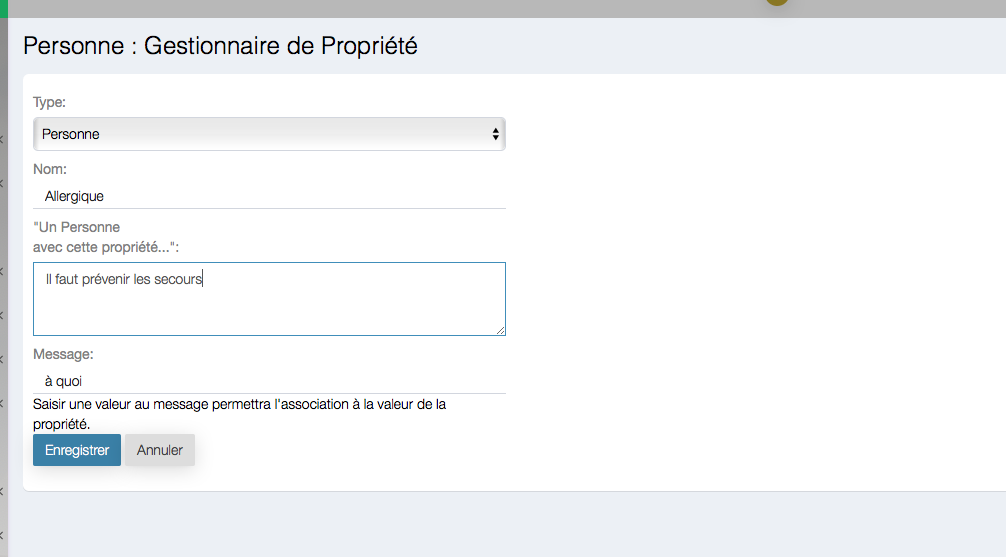 Personne : Gestionnaire de Propriété
Type:
Personne
Nom:
Allergique
"Un Personne
avec cette propriété...":
Il faut prévenir les secours
Message:
à quoi
Saisir une valeur au message permettra l'association à la valeur de la
propriété.
Enregistrer Annuler